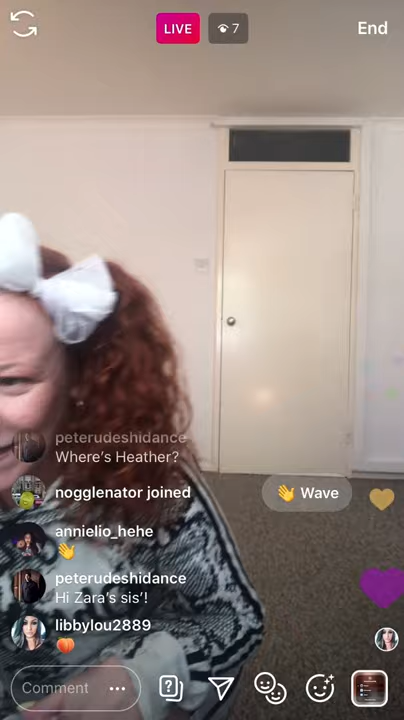 LIVE
7
End
peterudeshidance
Where's Heather?
nogglenator joined
👋 Wave
annielio_hehe
👋
peterudeshidance
Hi Zara's sis'!
libbylou2889
🍑
Comment